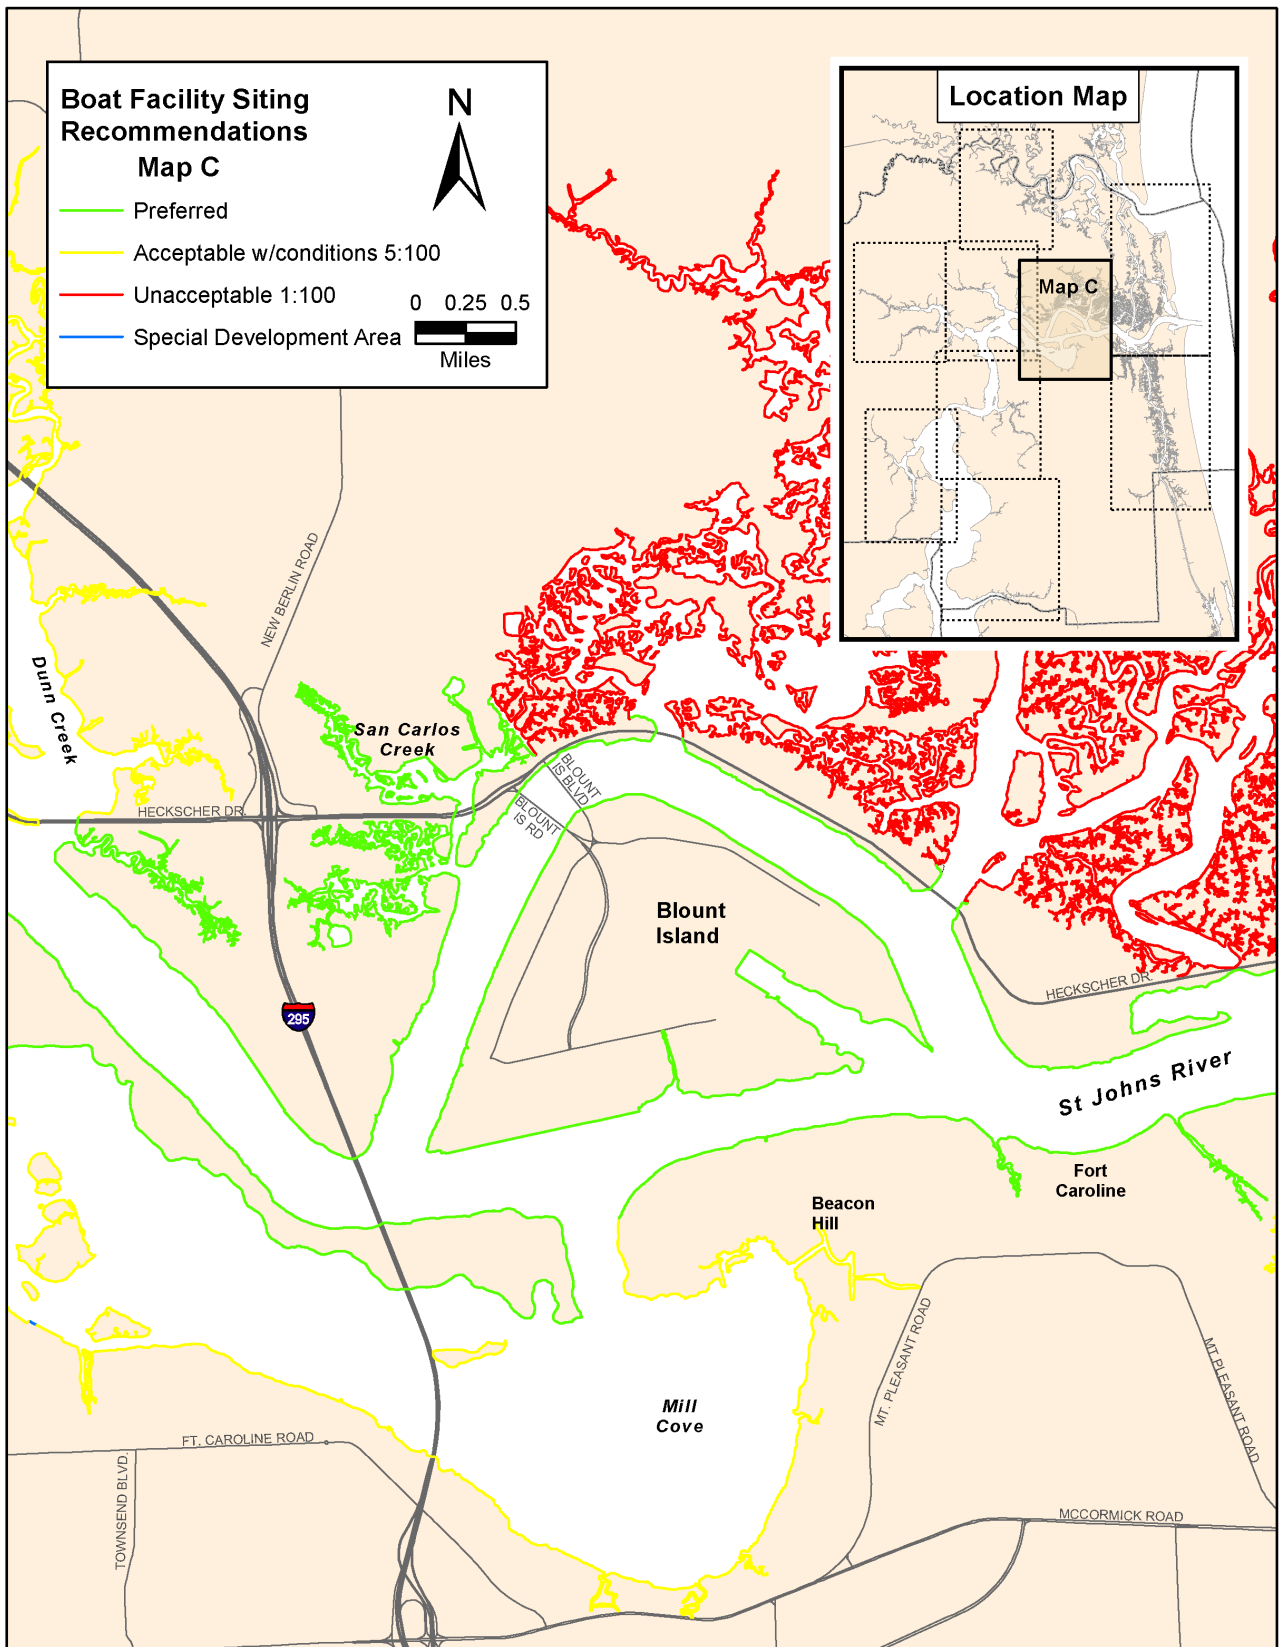 Boat Facility Siting
Recommendations
Map C
N
Preferred
Acceptable w/conditions 5:100
Unacceptable 1:100
Special Development Area
0 0.25 0.5
Miles
Location Map
Map C
NEW BERLIN ROAD
Dunn Creek
San Carlos
Creek
HECKSCHER DR.
BLOUNT
IS BLVD
BLOUNT
IS RD
Blount
Island
295
HECKSCHER DR.
St Johns River
Fort
Caroline
Beacon
Hill
MT. PLEASANT ROAD
MT PLEASANT ROAD
Mill
Cove
FT. CAROLINE ROAD
TOWNSEND BLVD.
MCCORMICK ROAD